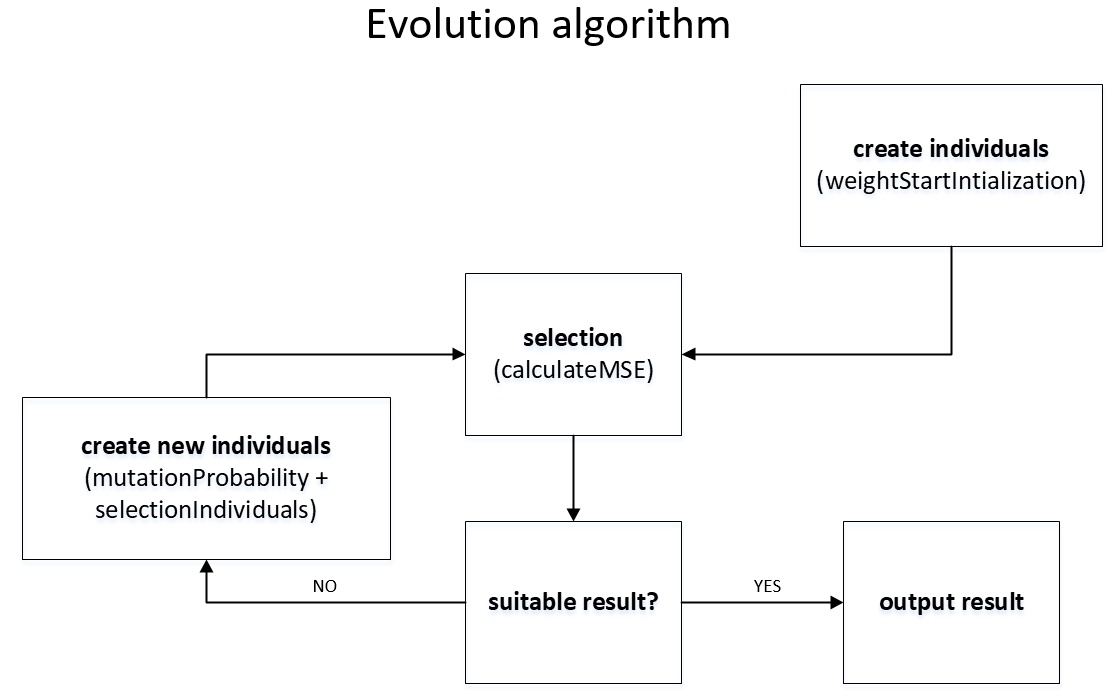 Evolution algorithm
create individuals
(weightStartIntialization)
selection
(calculateMSE)
create new individuals
(mutationProbability +
selectionIndividuals)
NO
suitable result?
YES
output result